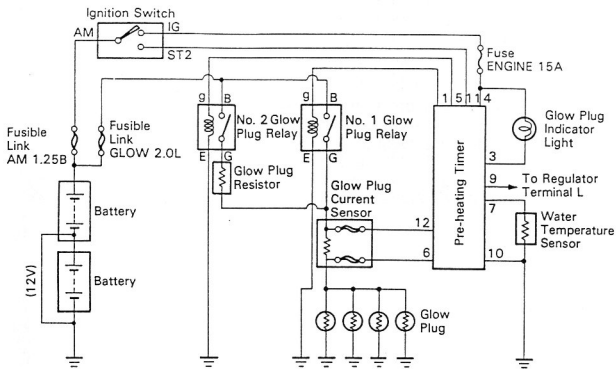 Ignition Switch
AM
IG
ST2
Fuse
ENGINE 15A
g
B
g
B
1
5
11
4
Fusible
Link
AM 1.25B
Fusible
Link
GLOW 2.0L
No. 2 Glow
Plug Relay
No. 1 Glow
Plug Relay
Glow Plug
Indicator
Light
E
G
E
G
3
Glow Plug
Resistor
Glow Plug
Current
Sensor
Pre-heating Timer
9
To Regulator
Terminal L
7
Battery
12
Water
Temperature
Sensor
6
10
(12V)
Battery
Glow
Plug